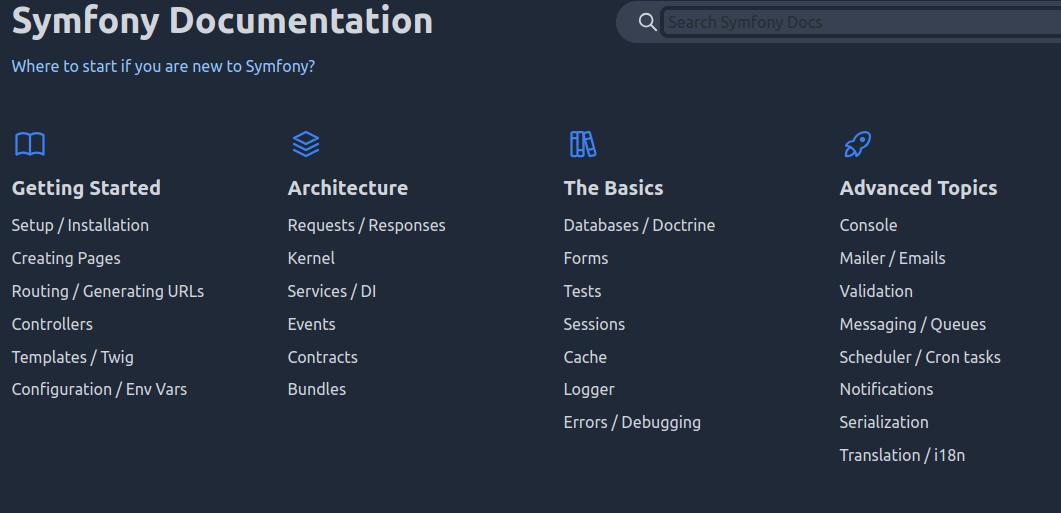 Symfony Documentation
Search Symfony Docs
Where to start if you are new to Symfony?
Getting Started
Setup / Installation
Creating Pages
Routing / Generating URLs
Controllers
Templates / Twig
Configuration / Env Vars
Architecture
Requests / Responses
Kernel
Services / DI
Events
Contracts
Bundles
The Basics
Databases / Doctrine
Forms
Tests
Sessions
Cache
Logger
Errors / Debugging
Advanced Topics
Console
Mailer / Emails
Validation
Messaging / Queues
Scheduler / Cron tasks
Notifications
Serialization
Translation / i18n